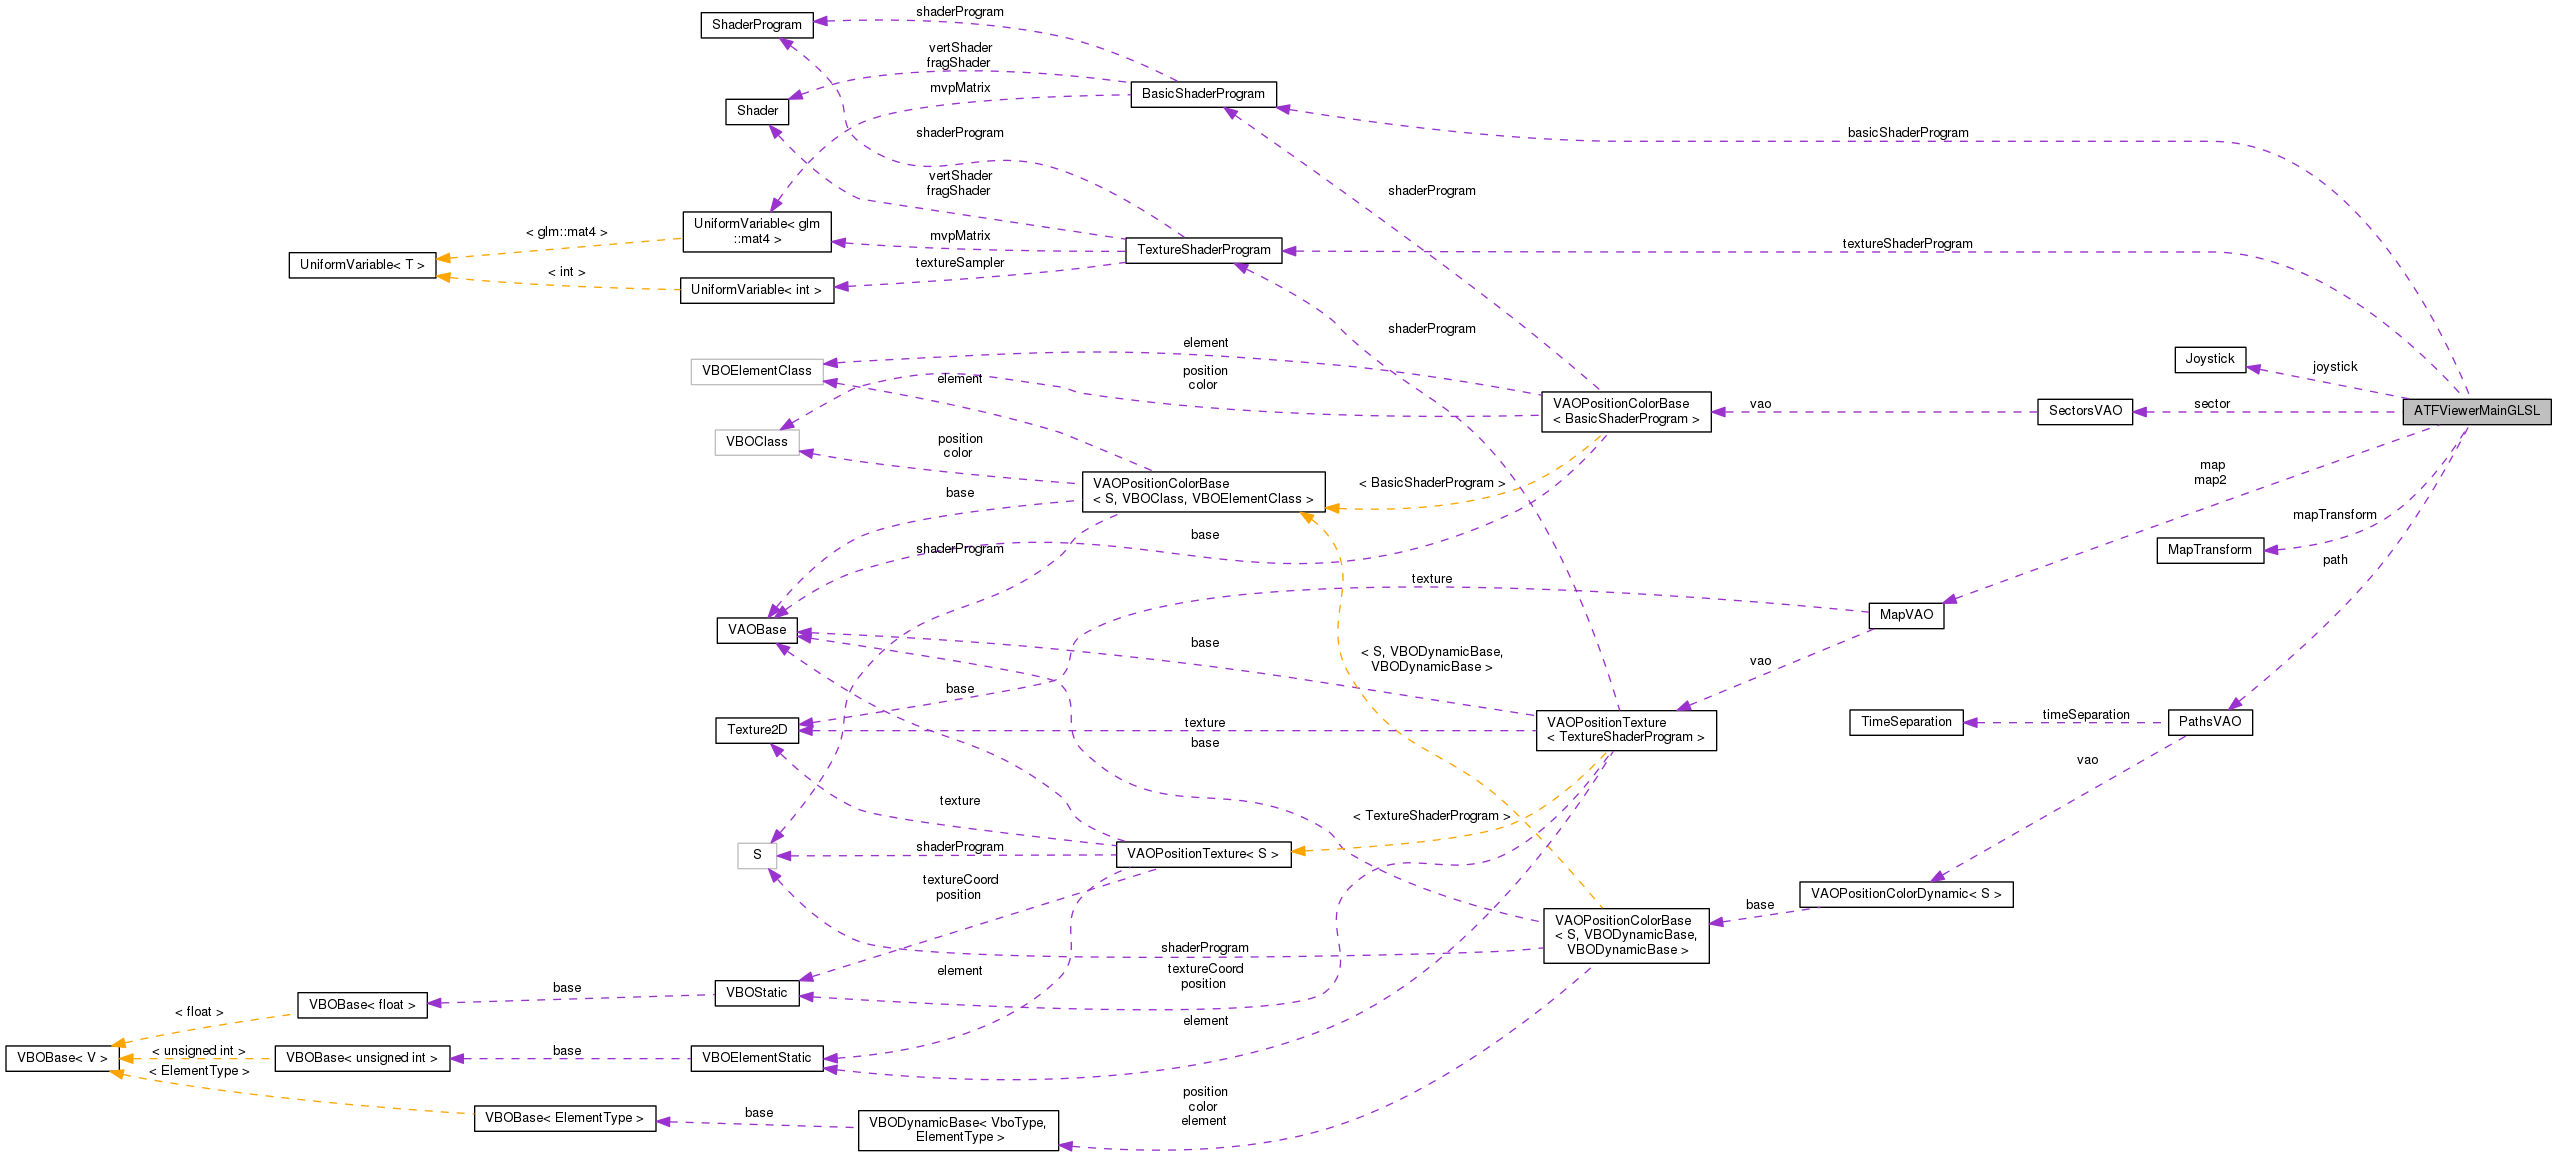 shaderProgram
ShaderProgram
vertShader
fragShader
BasicShaderProgram
mvpMatrix
Shader
shaderProgram
basicShaderProgram
vertShader
fragShader
shaderProgram
UniformVariable< glm
::mat4 >
< glm::mat4 >
mvpMatrix
TextureShaderProgram
textureShaderProgram
UniformVariable< T >
< int >
textureSampler
UniformVariable< int >
shaderProgram
element
Joystick
joystick
VBOElementClass
element
position
color
VAOPositionColorBase
< BasicShaderProgram >
vao
SectorsVAO
sector
ATFViewerMainGLSL
VBOClass
position
color
VAOPositionColorBase
< S, VBOClass, VBOElementClass >
< BasicShaderProgram >
map
map2
base
mapTransform
shaderProgram
base
MapTransform
path
texture
MapVAO
VAOBase
base
< S, VBODynamicBase,
VBODynamicBase >
vao
base
Texture2D
texture
base
VAOPositionTexture
< TextureShaderProgram >
TimeSeparation
timeSeparation
PathsVAO
vao
texture
< TextureShaderProgram >
S
shaderProgram
VAOPositionTexture< S >
textureCoord
position
VAOPositionColorDynamic< S >
base
VAOPositionColorBase
< S, VBODynamicBase,
VBODynamicBase >
shaderProgram
element
textureCoord
position
VBOStatic
base
VBOBase< float >
< float >
element
VBOBase< V >
< unsigned int >
VBOBase< unsigned int >
base
VBOElementStatic
< ElementType >
VBOBase< ElementType >
base
VBODynamicBase< VboType,
ElementType >
position
color
element